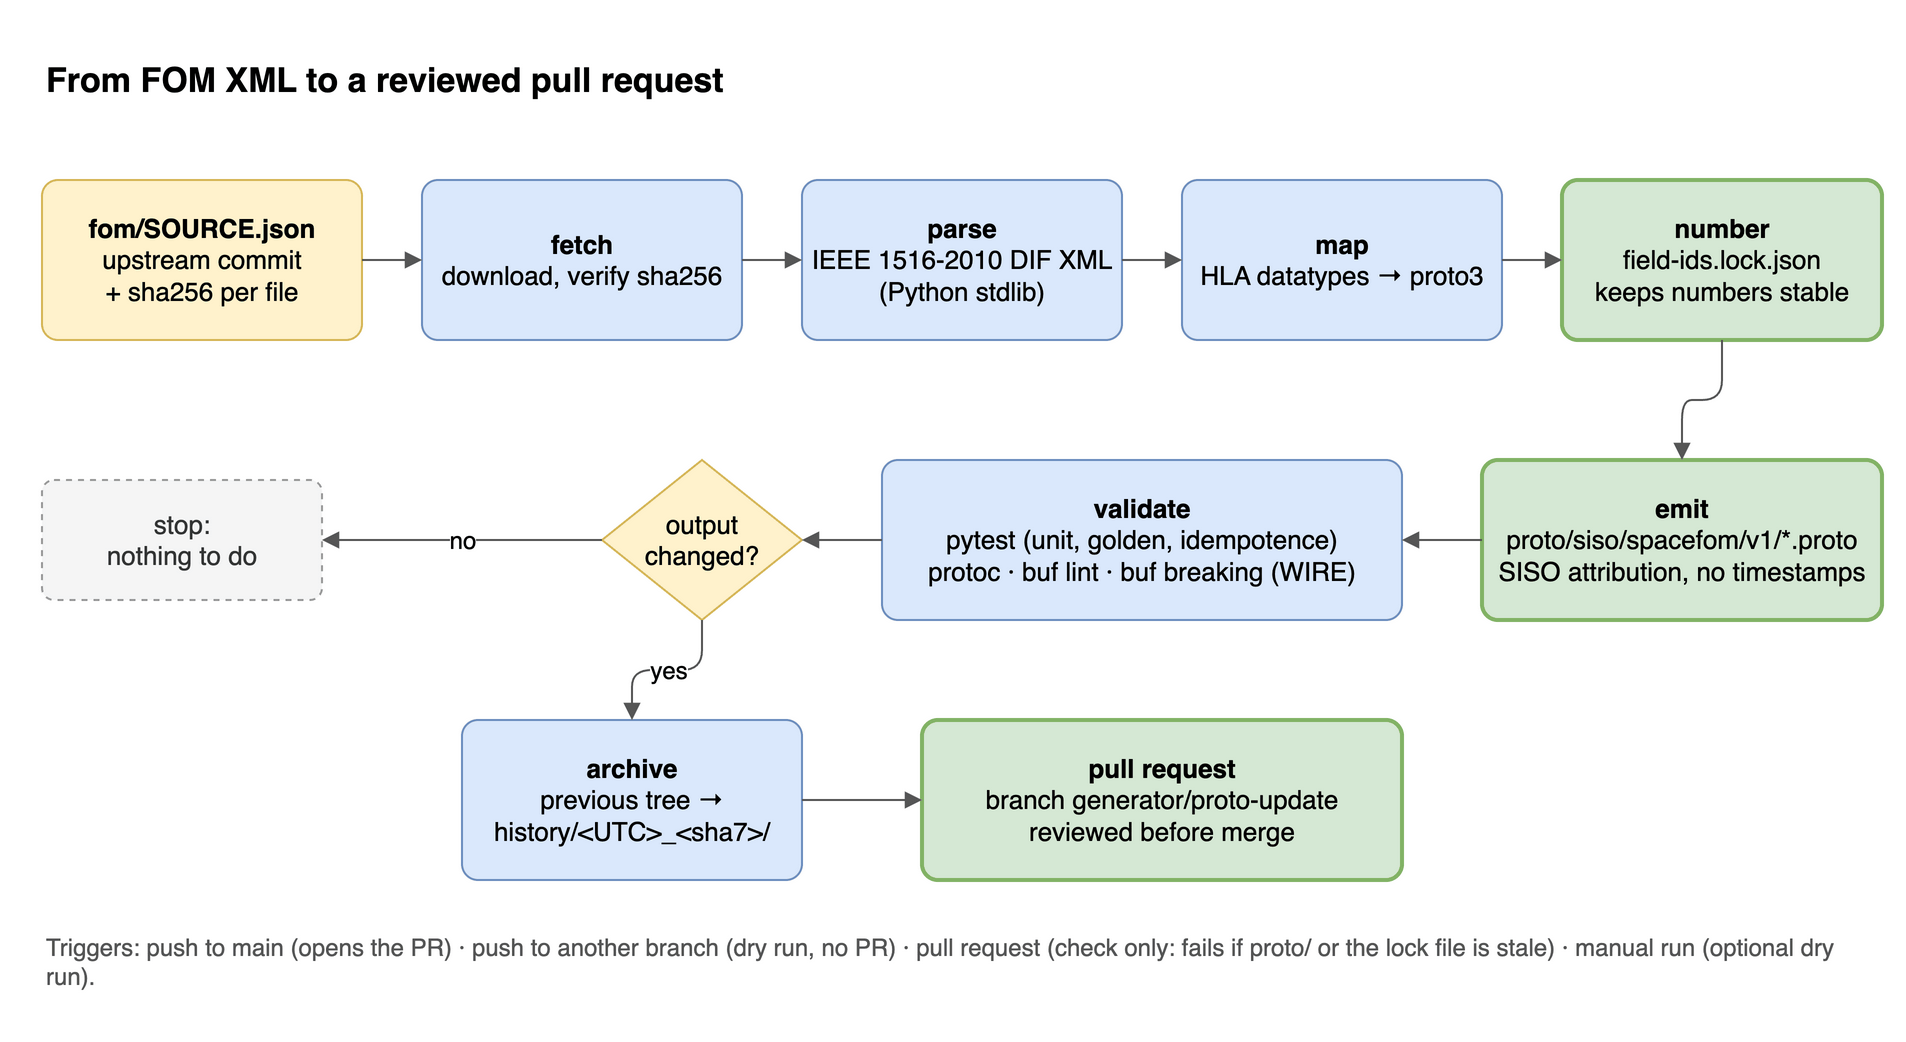 From FOM XML to a reviewed pull request
fom/SOURCE.json
upstream commit
+ sha256 per file
fetch
download, verify sha256
parse
IEEE 1516-2010 DIF XML
(Python stdlib)
map
HLA datatypes → proto3
number
field-ids.lock.json
keeps numbers stable
stop:
nothing to do
no
output
changed?
validate
pytest (unit, golden, idempotence)
protoc · buf lint · buf breaking (WIRE)
emit
proto/siso/spacefom/v1/*.proto
SISO attribution, no timestamps
yes
archive
previous tree →
history/<UTC>_<sha7>/
pull request
branch generator/proto-update
reviewed before merge
Triggers: push to main (opens the PR) · push to another branch (dry run, no PR) · pull request (check only: fails if proto/ or the lock file is stale) · manual run (optional dry
run).